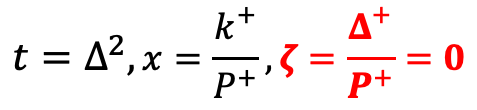 t = Δ², x = k⁺/P⁺, ζ = Δ⁺/P⁺ = 0